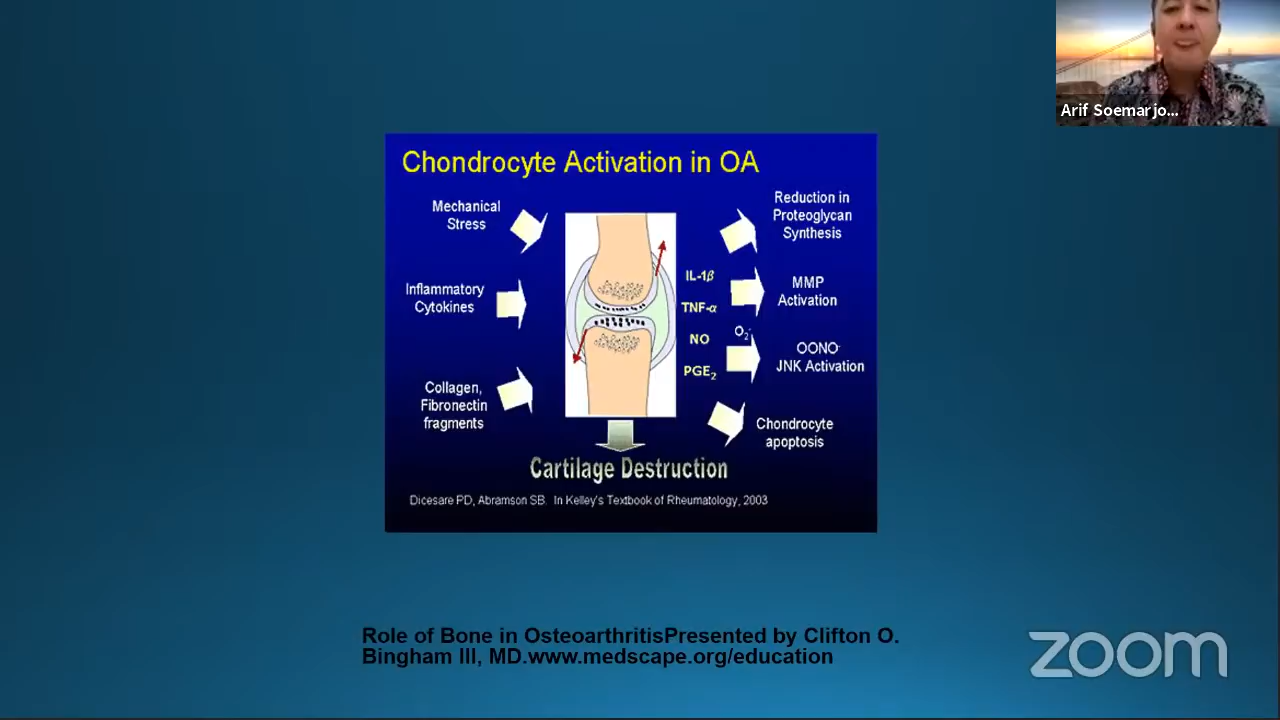 Arif Soemarjo...
Chondrocyte Activation in OA
Mechanical
Stress
Inflammatory
Cytokines
Collagen,
Fibronectin
fragments
IL-1β
TNF-α
NO
PGE₂
O₂⁻
Reduction in
Proteoglycan
Synthesis
MMP
Activation
OONO⁻
JNK Activation
Chondrocyte
apoptosis
Cartilage Destruction
Dicesare PD, Abramson SB. In Kelley's Textbook of Rheumatology, 2003
Role of Bone in OsteoarthritisPresented by Clifton O.
Bingham III, MD.www.medscape.org/education
zoom